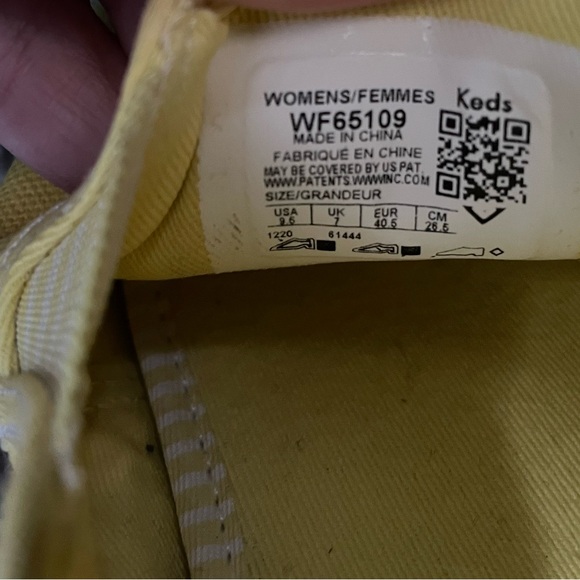 WOMENS/FEMMES Keds
WF65109
MADE IN CHINA
FABRIQUÉ EN CHINE
MAY BE COVERED BY US PAT.
WWW.PATENTS.WWWINC.COM
SIZE/GRANDEUR
USA UK EUR CM
9.5 7 40.5 26.5
1220 61444